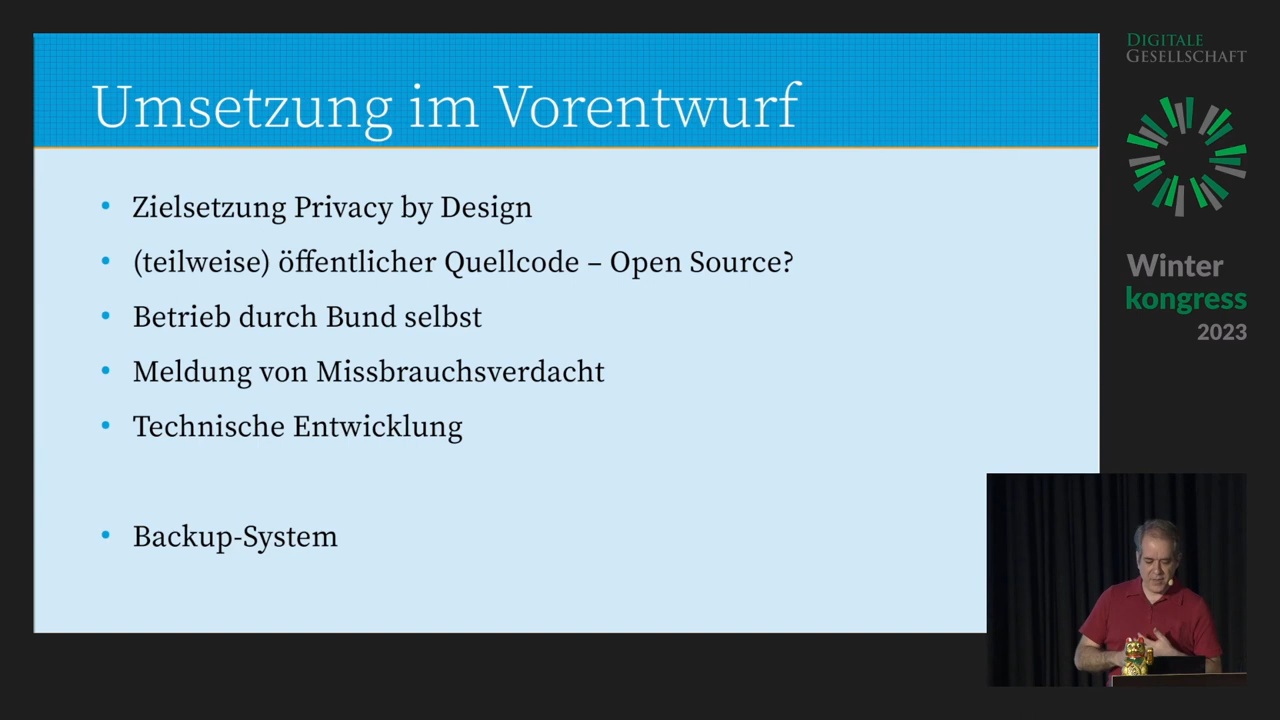 Umsetzung im Vorentwurf
• Zielsetzung Privacy by Design
• (teilweise) öffentlicher Quellcode – Open Source?
• Betrieb durch Bund selbst
• Meldung von Missbrauchsverdacht
• Technische Entwicklung
• Backup-System
DIGITALE
GESELLSCHAFT
Winter
kongress
2023